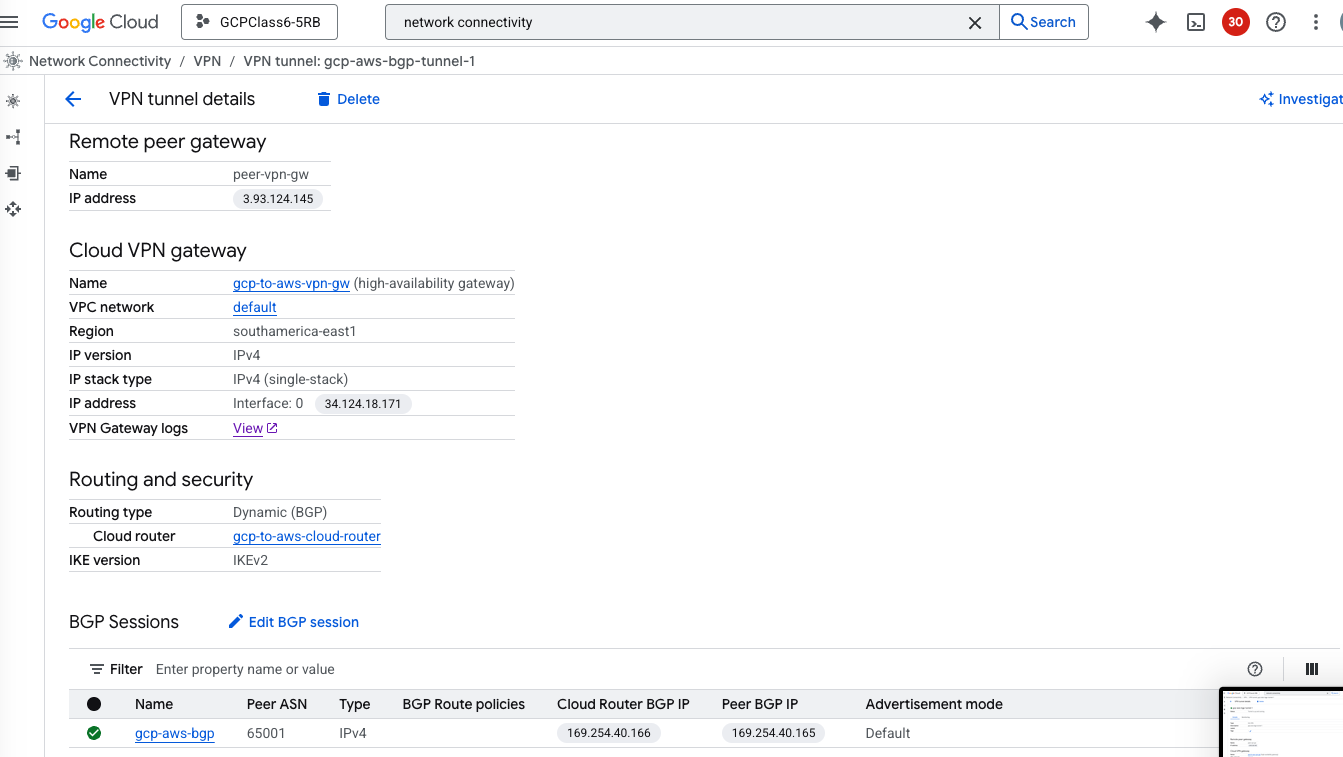 Google Cloud GCPClass6-5RB network connectivity Search 30
Network Connectivity / VPN / VPN tunnel: gcp-aws-bgp-tunnel-1
VPN tunnel details Delete Investigat
Remote peer gateway
Name peer-vpn-gw
IP address 3.93.124.145
Cloud VPN gateway
Name gcp-to-aws-vpn-gw (high-availability gateway)
VPC network default
Region southamerica-east1
IP version IPv4
IP stack type IPv4 (single-stack)
IP address Interface: 0 34.124.18.171
VPN Gateway logs View
Routing and security
Routing type Dynamic (BGP)
Cloud router gcp-to-aws-cloud-router
IKE version IKEv2
BGP Sessions Edit BGP session
Filter Enter property name or value
Name Peer ASN Type BGP Route policies Cloud Router BGP IP Peer BGP IP Advertisement mode
gcp-aws-bgp 65001 IPv4 169.254.40.166 169.254.40.165 Default